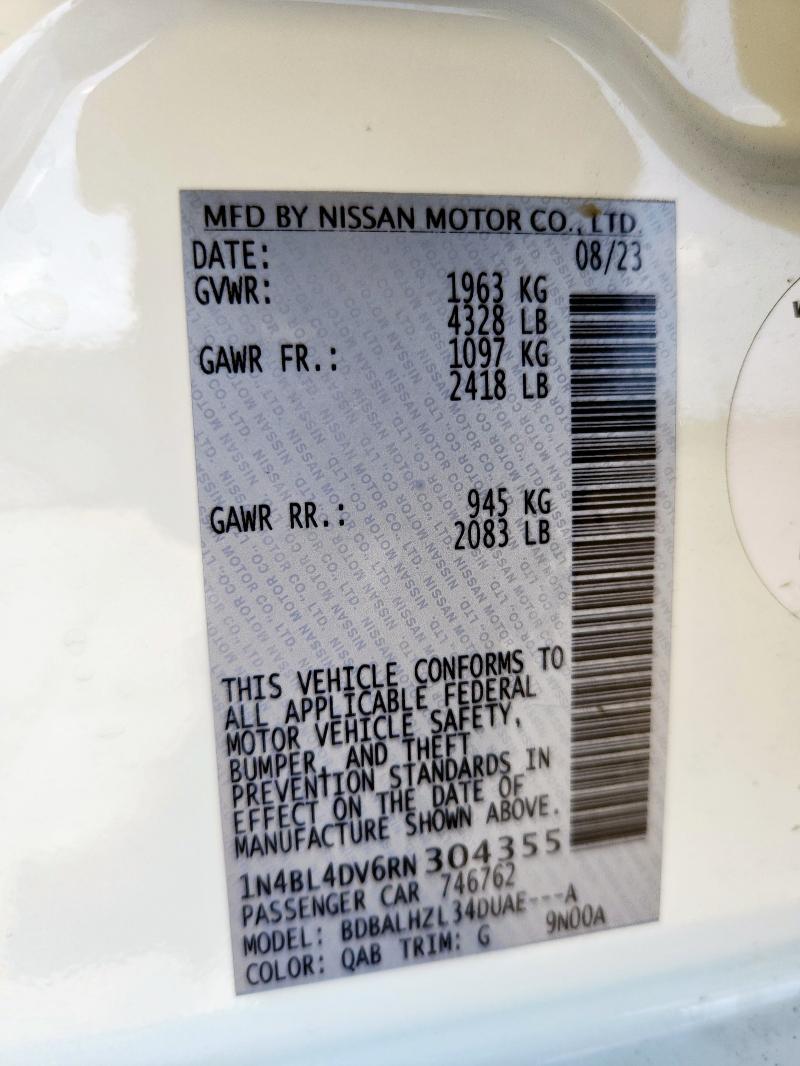 MFD BY NISSAN MOTOR CO., LTD.
DATE: 08/23
GVWR: 1963 KG
4328 LB
GAWR FR.: 1097 KG
2418 LB
GAWR RR.: 945 KG
2083 LB
THIS VEHICLE CONFORMS TO
ALL APPLICABLE FEDERAL
MOTOR VEHICLE SAFETY,
BUMPER, AND THEFT
PREVENTION STANDARDS IN
EFFECT ON THE DATE OF
MANUFACTURE SHOWN ABOVE.
1N4BL4DV6RN304355
PASSENGER CAR 746762
MODEL: BDBALHZL34DUAE---A
COLOR: QAB TRIM: G 9N00A